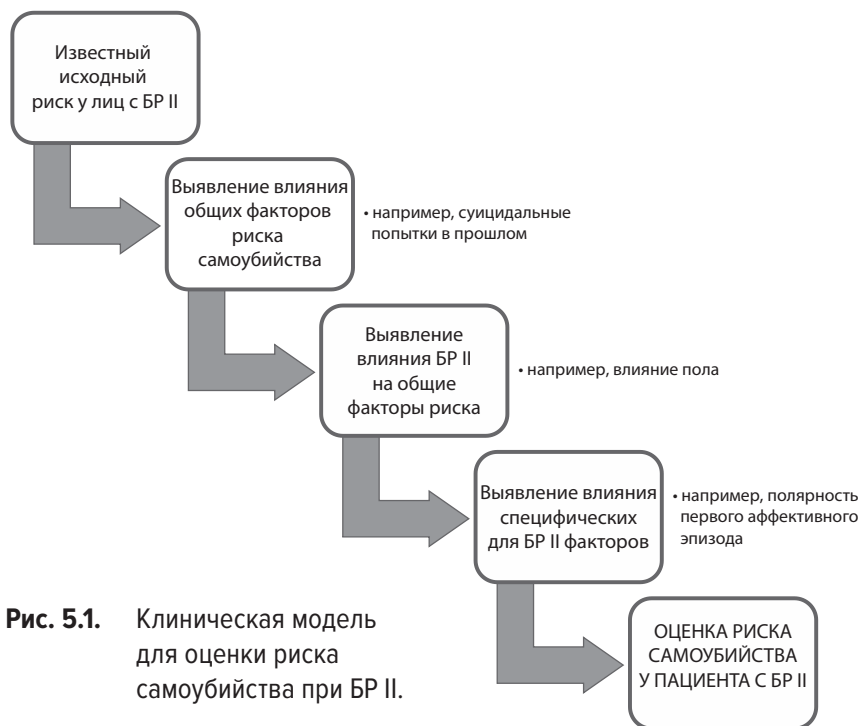 Известный
исходный
риск у лиц с БР II
Выявление влияния
общих факторов
риска
самоубийства
• например, суицидальные
попытки в прошлом
Выявление
влияния БР II
на общие
факторы риска
• например, влияние пола
Выявление влияния
специфических
для БР II факторов
• например, полярность
первого аффективного
эпизода
ОЦЕНКА РИСКА
САМОУБИЙСТВА
У ПАЦИЕНТА С БР II
Рис. 5.1. Клиническая модель
для оценки риска
самоубийства при БР II.